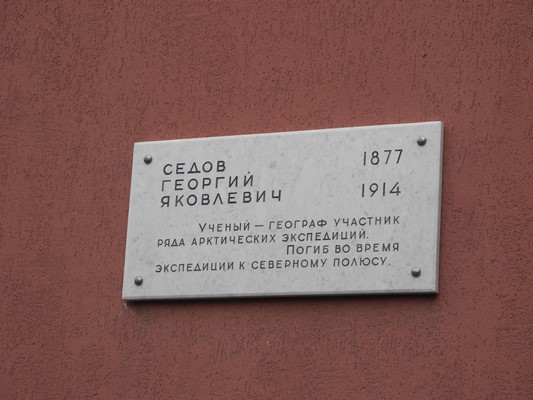 СЕДОВ 1877
ГЕОРГИЙ
ЯКОВЛЕВИЧ 1914
УЧЕНЫЙ — ГЕОГРАФ УЧАСТНИК
РЯДА АРКТИЧЕСКИХ ЭКСПЕДИЦИЙ.
ПОГИБ ВО ВРЕМЯ
ЭКСПЕДИЦИИ К СЕВЕРНОМУ ПОЛЮСУ.